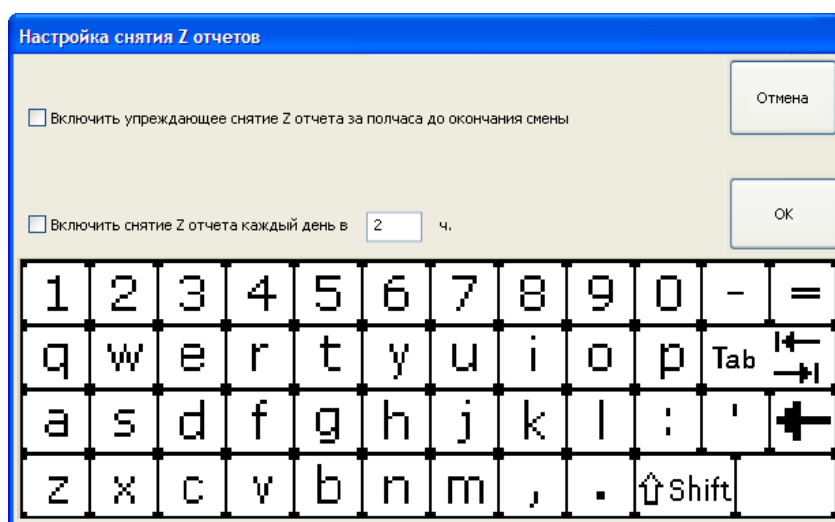 Настройка снятия Z отчетов
Отмена
Включить упреждающее снятие Z отчета за полчаса до окончания смены
Включить снятие Z отчета каждый день в 2 ч.
OK
1 2 3 4 5 6 7 8 9 0 - =
q w e r t y u i o p Tab
a s d f g h j k l : '
z x c v b n m , . Shift